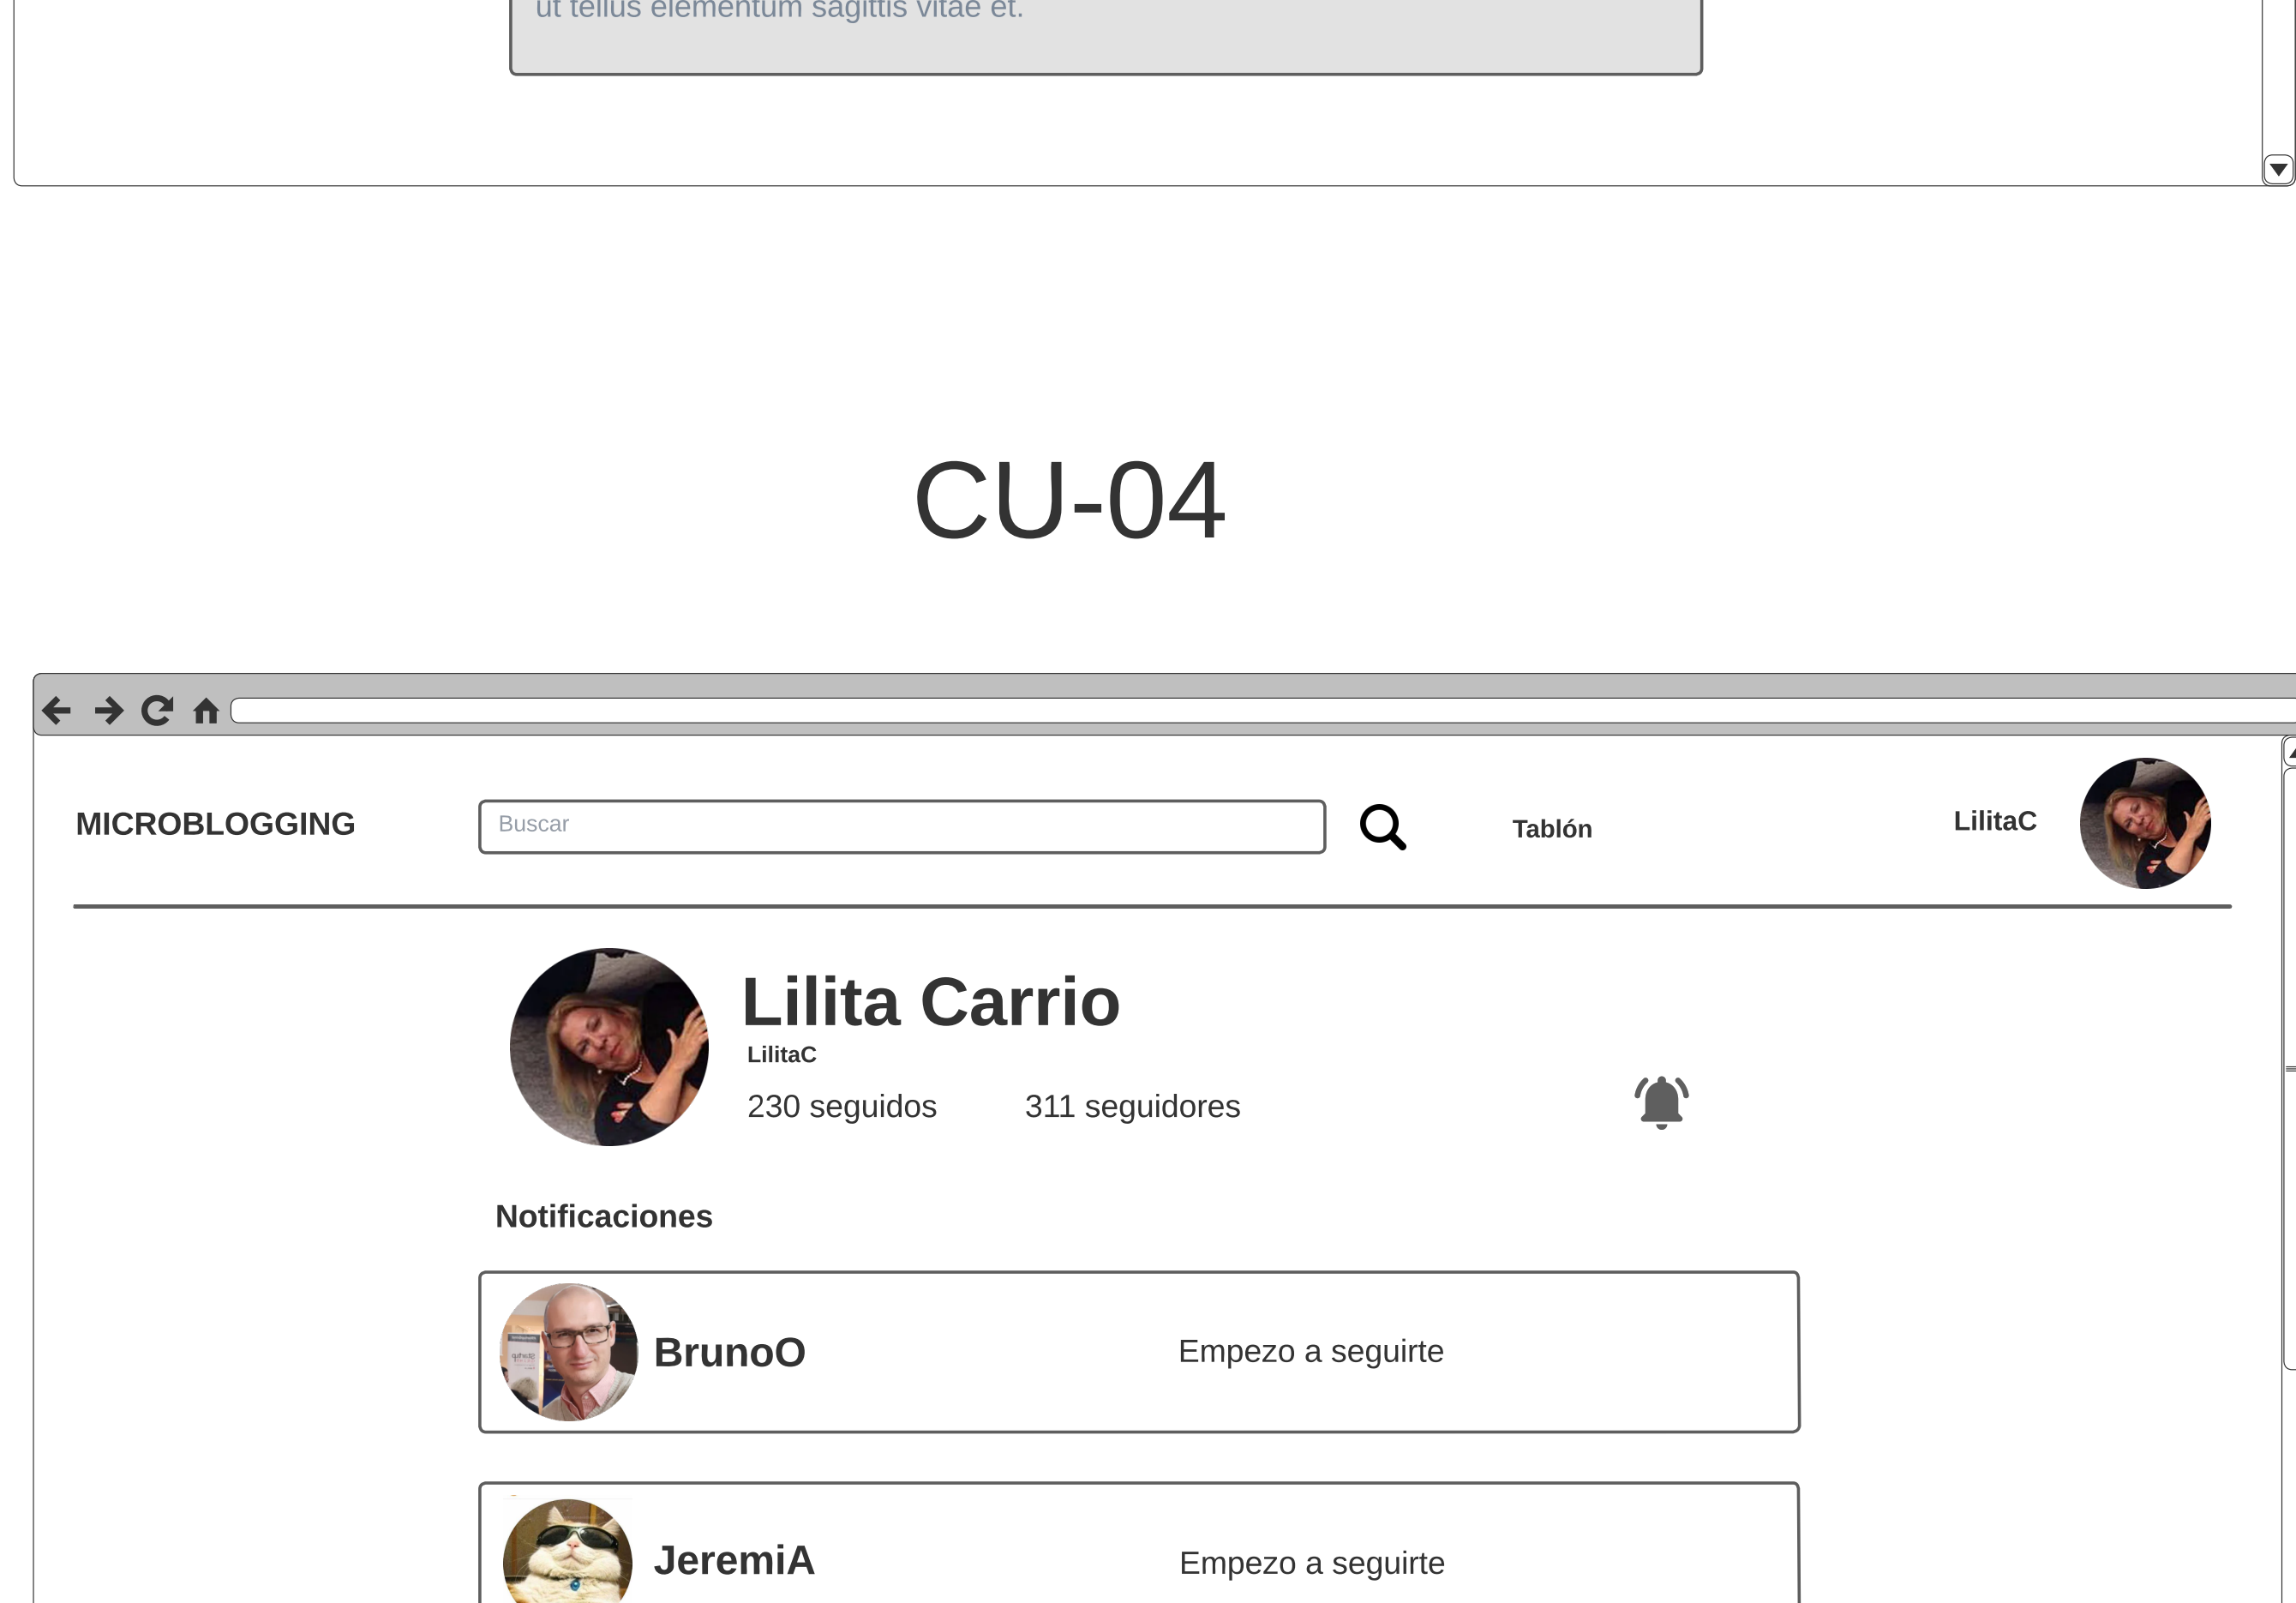 ut tellus elementum sagittis vitae et.
CU-04
MICROBLOGGING
Buscar
Tablón
LilitaC
Lilita Carrio
LilitaC
230 seguidos
311 seguidores
Notificaciones
BrunoO
Empezo a seguirte
JeremiA
Empezo a seguirte